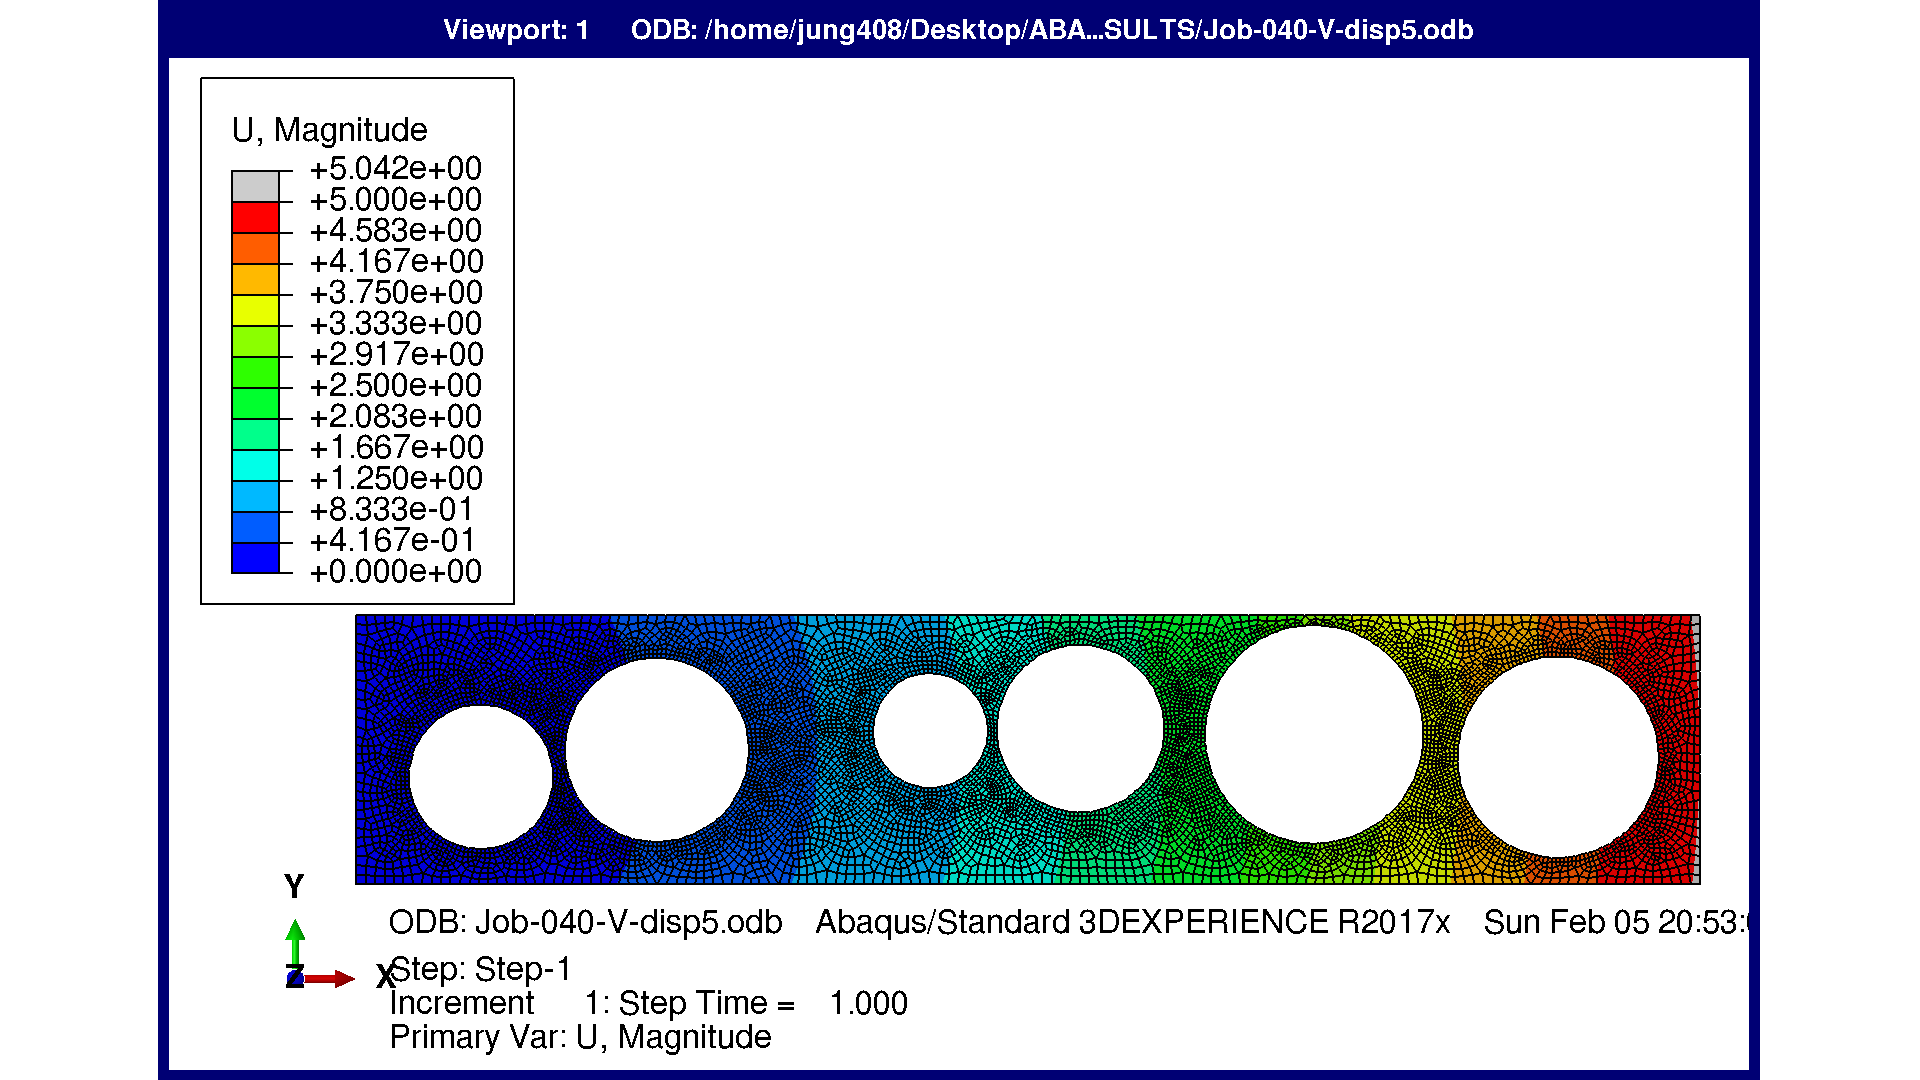 Viewport: 1 ODB: /home/jung408/Desktop/ABA...SULTS/Job-040-V-disp5.odb
U, Magnitude
+5.042e+00
+5.000e+00
+4.583e+00
+4.167e+00
+3.750e+00
+3.333e+00
+2.917e+00
+2.500e+00
+2.083e+00
+1.667e+00
+1.250e+00
+8.333e-01
+4.167e-01
+0.000e+00
Y
Z
X
ODB: Job-040-V-disp5.odb Abaqus/Standard 3DEXPERIENCE R2017x Sun Feb 05 20:53:
Step: Step-1
Increment 1: Step Time = 1.000
Primary Var: U, Magnitude